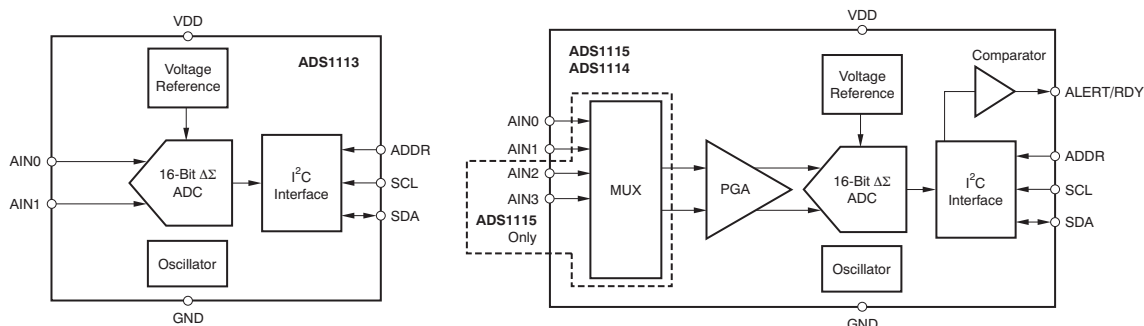 VDD
ADS1113
Voltage
Reference
AIN0
AIN1
16-Bit ΔΣ
ADC
I²C
Interface
ADDR
SCL
SDA
Oscillator
GND
VDD
ADS1115
ADS1114
Comparator
Voltage
Reference
ALERT/RDY
AIN0
AIN1
AIN2
AIN3
ADS1115
Only
MUX
PGA
16-Bit ΔΣ
ADC
I²C
Interface
ADDR
SCL
SDA
Oscillator
GND